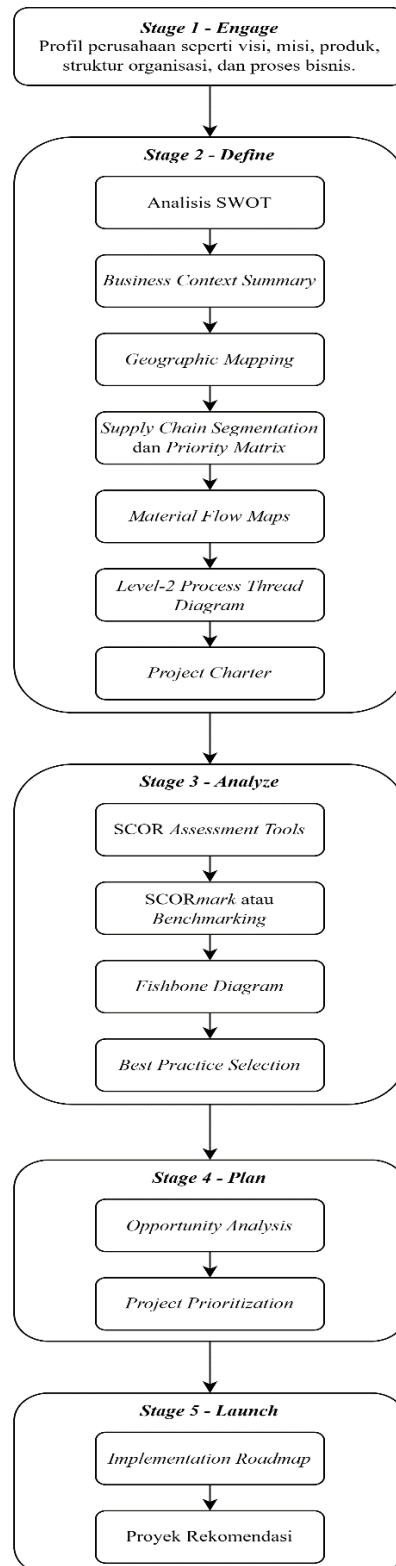 Stage 1 - Engage
Profil perusahaan seperti visi, misi, produk,
struktur organisasi, dan proses bisnis.
Stage 2 - Define
Analisis SWOT
Business Context Summary
Geographic Mapping
Supply Chain Segmentation
dan Priority Matrix
Material Flow Maps
Level-2 Process Thread
Diagram
Project Charter
Stage 3 - Analyze
SCOR Assessment Tools
SCORmark atau
Benchmarking
Fishbone Diagram
Best Practice Selection
Stage 4 - Plan
Opportunity Analysis
Project Prioritization
Stage 5 - Launch
Implementation Roadmap
Proyek Rekomendasi